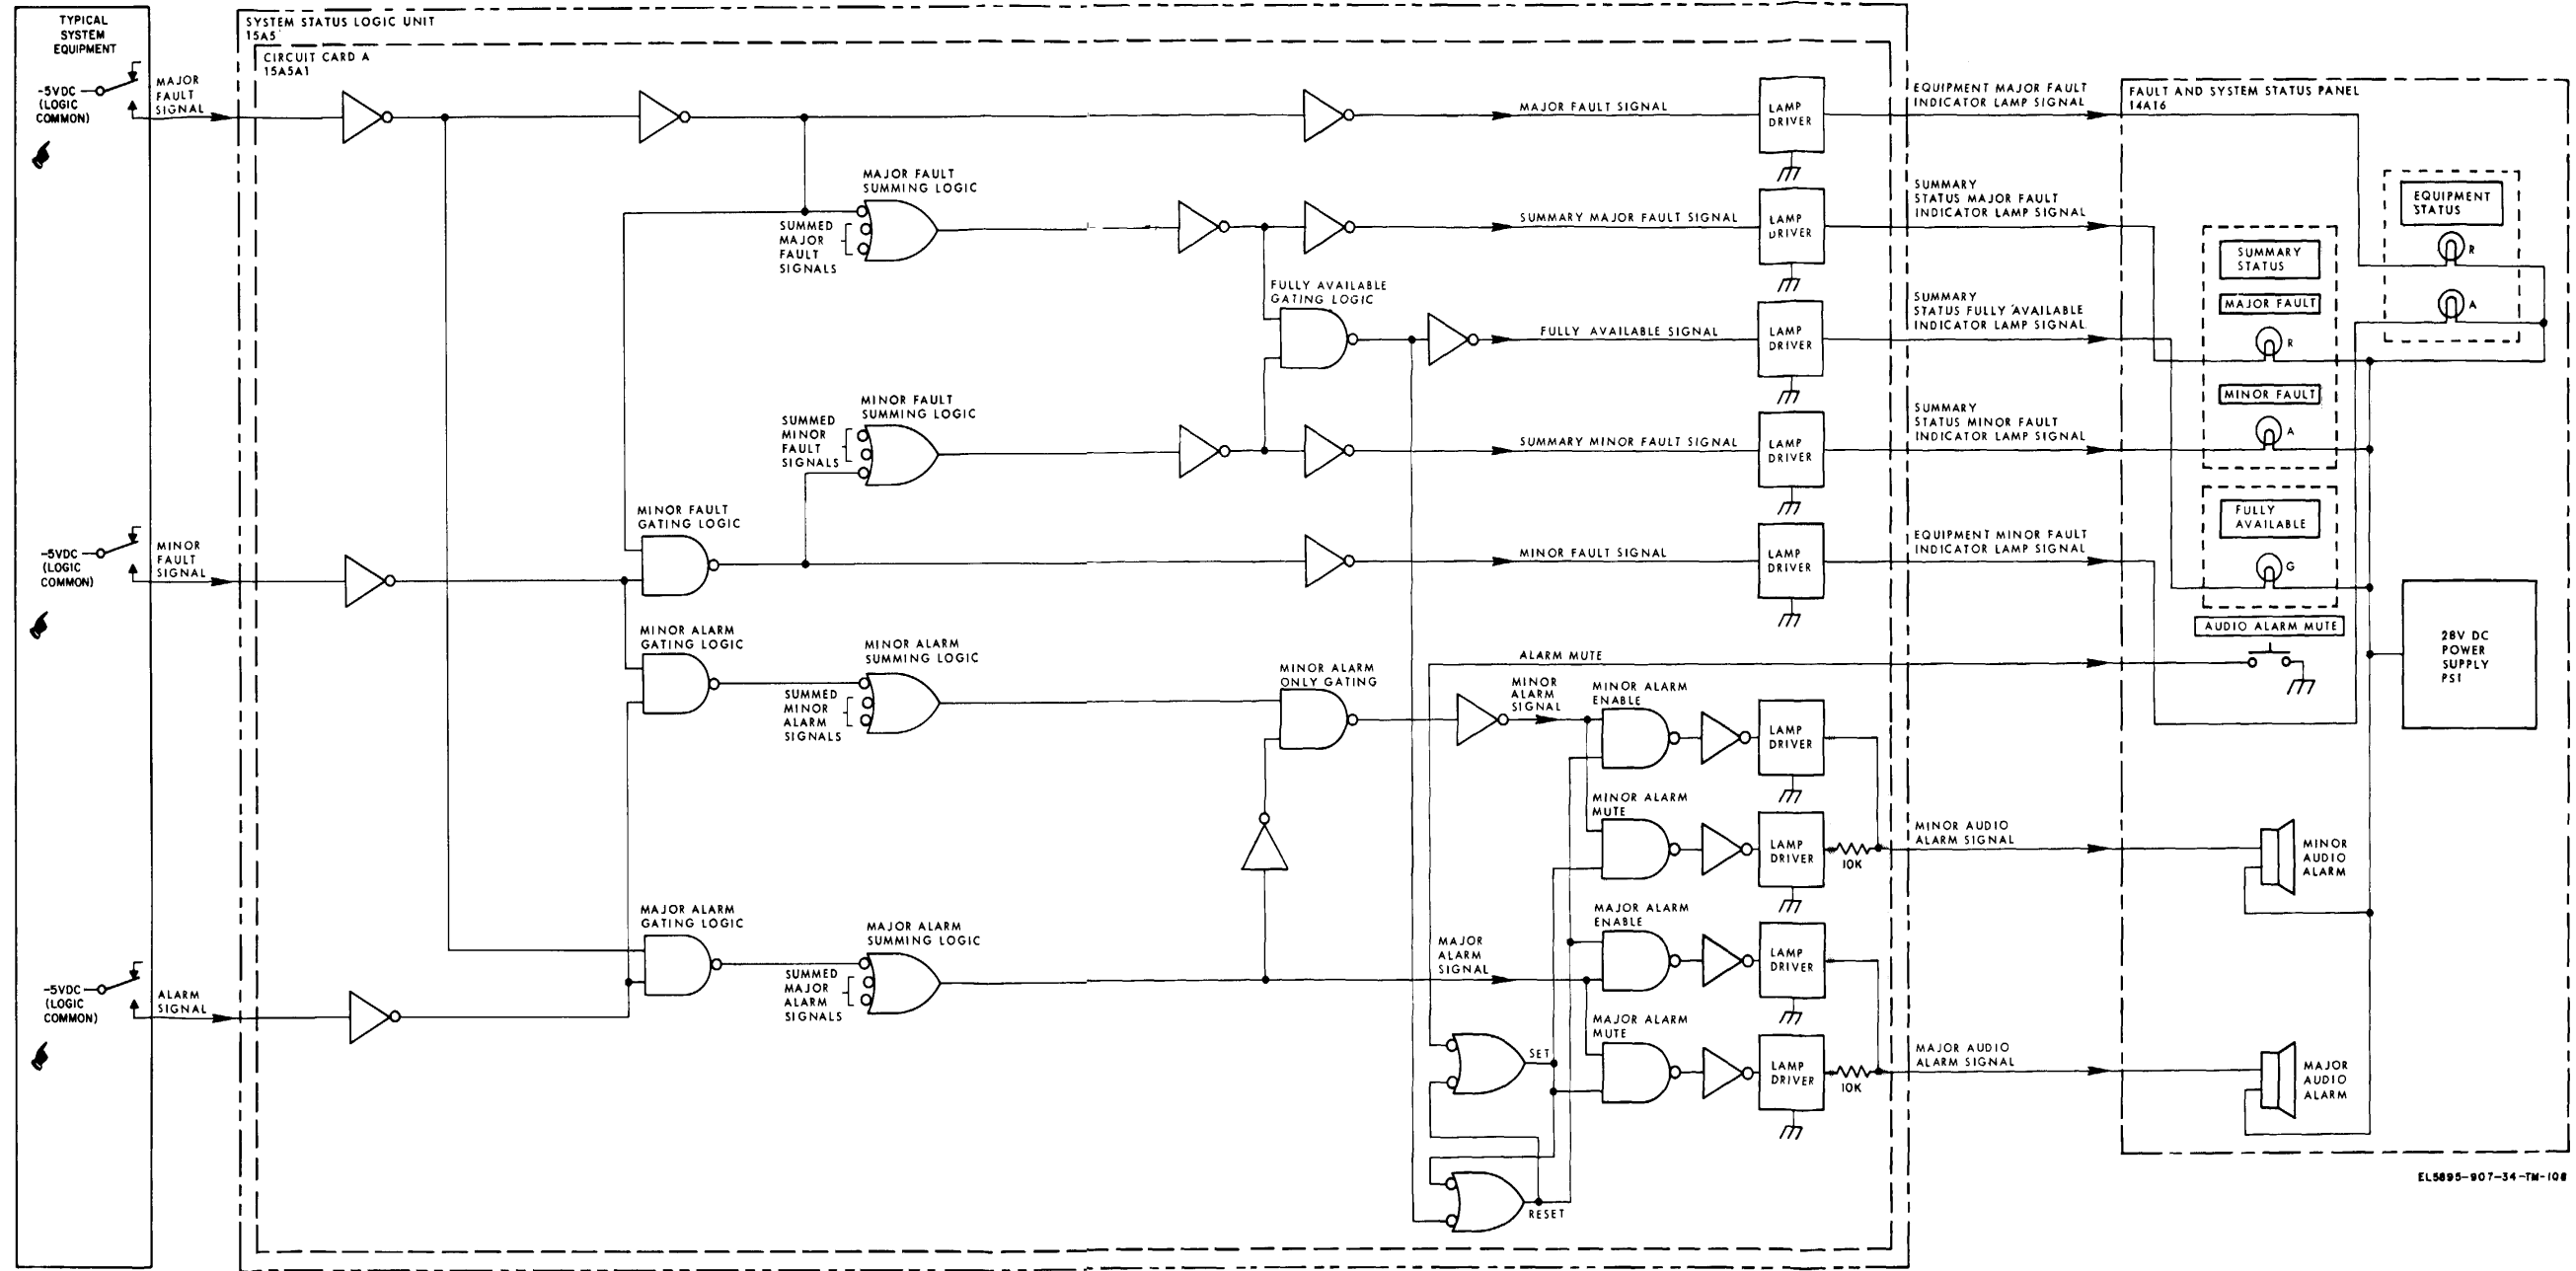 TYPICAL
SYSTEM
EQUIPMENT
-5VDC
(LOGIC
COMMON)
MAJOR
FAULT
SIGNAL
-5VDC
(LOGIC
COMMON)
MINOR
FAULT
SIGNAL
-5VDC
(LOGIC
COMMON)
ALARM
SIGNAL
SYSTEM STATUS LOGIC UNIT
15A5
CIRCUIT CARD A
15A5A1
MAJOR FAULT
SUMMING LOGIC
SUMMED
MAJOR
FAULT
SIGNALS
MINOR FAULT
SUMMING LOGIC
SUMMED
MINOR
FAULT
SIGNALS
MINOR FAULT
GATING LOGIC
MINOR ALARM
GATING LOGIC
MINOR ALARM
SUMMING LOGIC
SUMMED
MINOR
ALARM
SIGNALS
MAJOR ALARM
GATING LOGIC
MAJOR ALARM
SUMMING LOGIC
SUMMED
MAJOR
ALARM
SIGNALS
FULLY AVAILABLE
GATING LOGIC
MINOR ALARM
ONLY GATING
MAJOR FAULT SIGNAL
SUMMARY MAJOR FAULT SIGNAL
FULLY AVAILABLE SIGNAL
SUMMARY MINOR FAULT SIGNAL
MINOR FAULT SIGNAL
ALARM MUTE
MINOR
ALARM
SIGNAL
MINOR ALARM
ENABLE
MINOR ALARM
MUTE
MAJOR
ALARM
SIGNAL
MAJOR ALARM
ENABLE
MAJOR ALARM
MUTE
SET
RESET
LAMP
DRIVER
LAMP
DRIVER
LAMP
DRIVER
LAMP
DRIVER
LAMP
DRIVER
LAMP
DRIVER
LAMP
DRIVER
10K
LAMP
DRIVER
LAMP
DRIVER
10K
EQUIPMENT MAJOR FAULT
INDICATOR LAMP SIGNAL
SUMMARY
STATUS MAJOR FAULT
INDICATOR LAMP SIGNAL
SUMMARY
STATUS FULLY AVAILABLE
INDICATOR LAMP SIGNAL
SUMMARY
STATUS MINOR FAULT
INDICATOR LAMP SIGNAL
EQUIPMENT MINOR FAULT
INDICATOR LAMP SIGNAL
MINOR AUDIO
ALARM SIGNAL
MAJOR AUDIO
ALARM SIGNAL
FAULT AND SYSTEM STATUS PANEL
14A16
EQUIPMENT
STATUS
R
A
SUMMARY
STATUS
MAJOR FAULT
R
MINOR FAULT
A
FULLY
AVAILABLE
G
AUDIO ALARM MUTE
28V DC
POWER
SUPPLY
PS1
MINOR
AUDIO
ALARM
MAJOR
AUDIO
ALARM
EL5895-907-34-TM-108